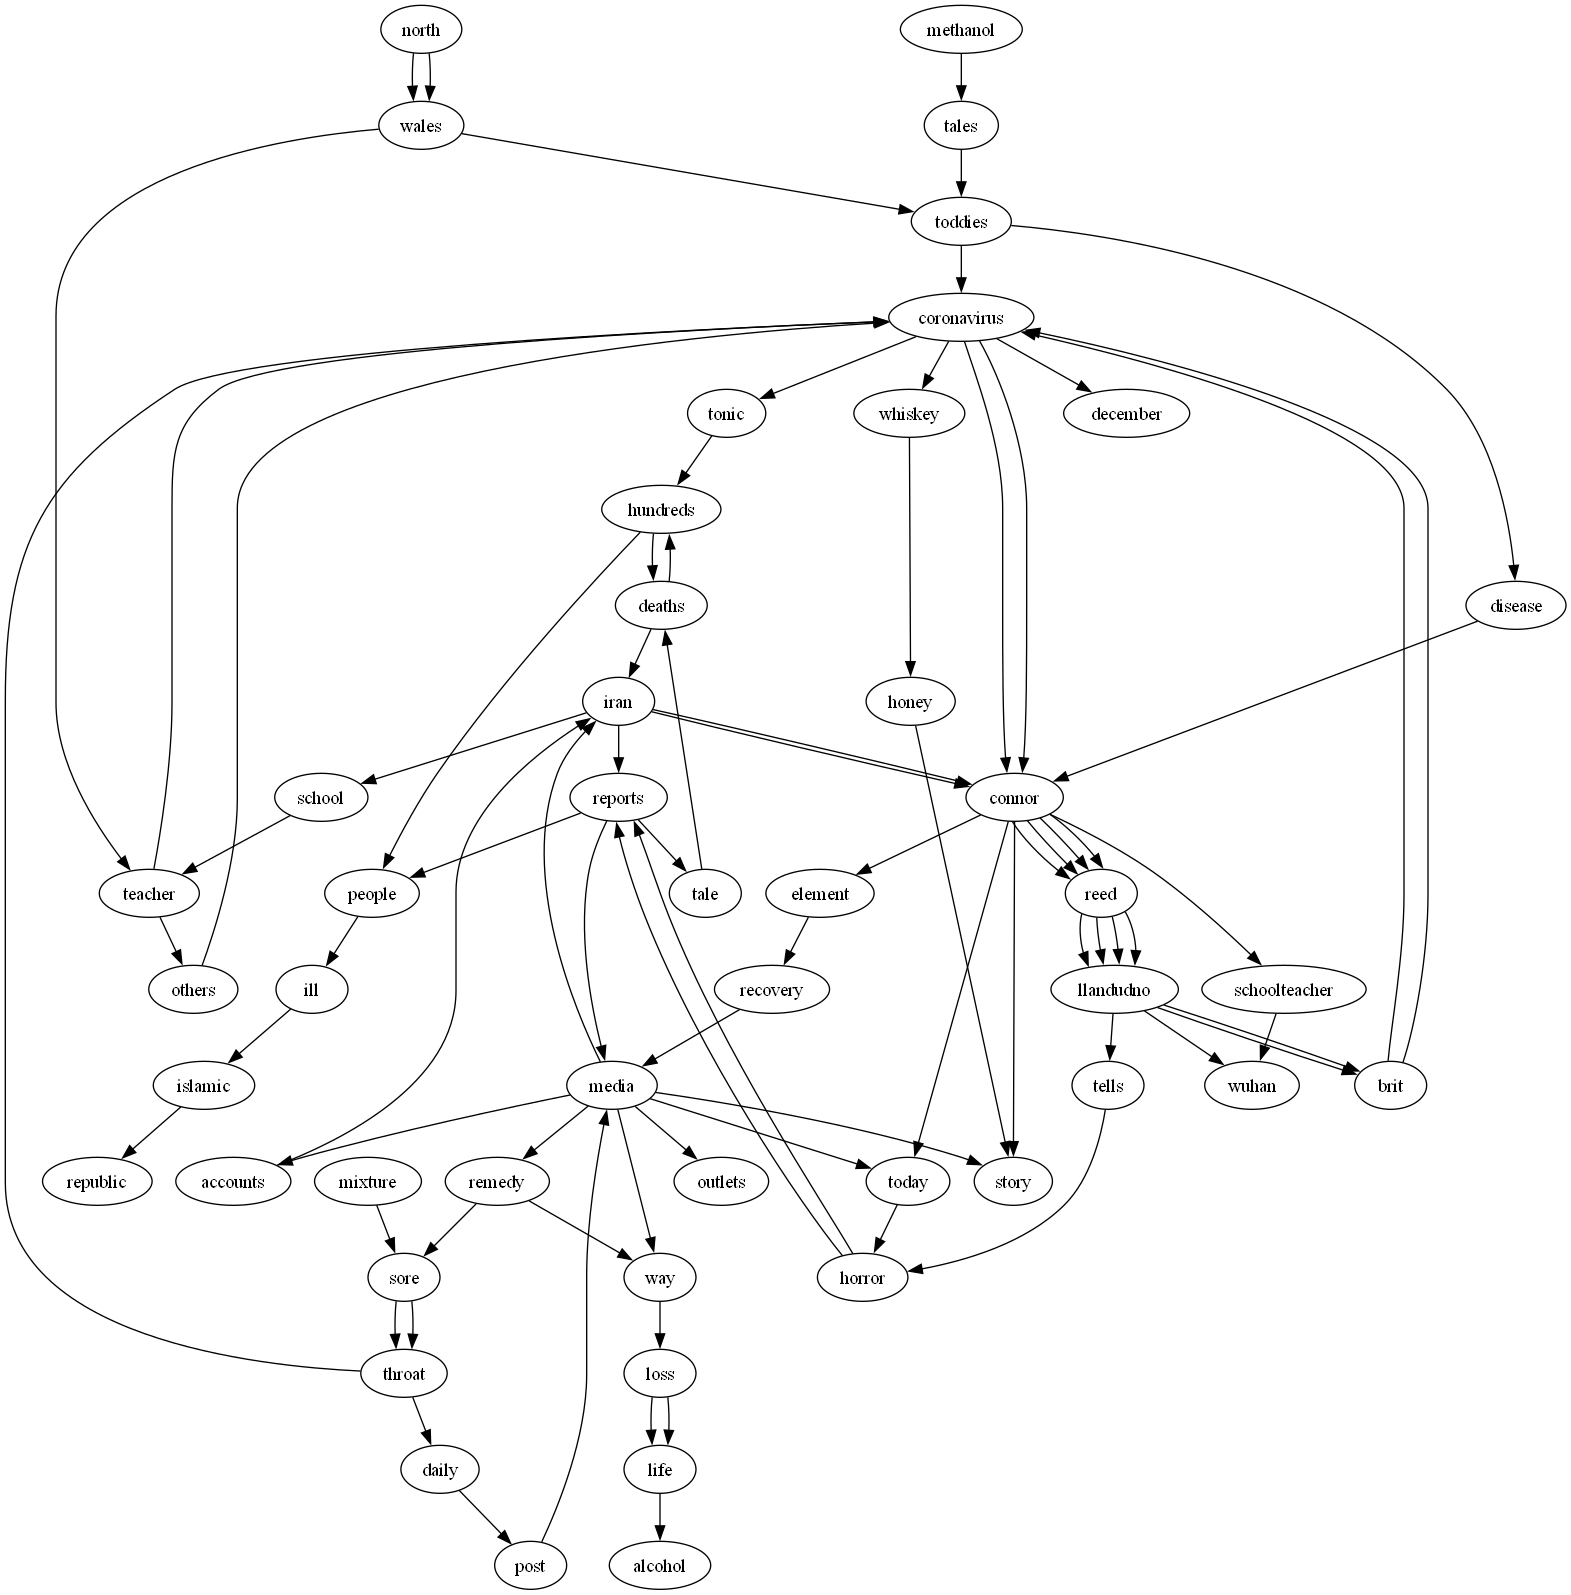 north
methanol
wales
tales
toddies
coronavirus
tonic
whiskey
december
hundreds
deaths
disease
iran
honey
school
reports
connor
teacher
people
tale
element
reed
others
ill
recovery
llandudno
schoolteacher
islamic
media
tells
wuhan
brit
republic
accounts
mixture
remedy
outlets
today
story
sore
way
horror
throat
loss
daily
life
post
alcohol